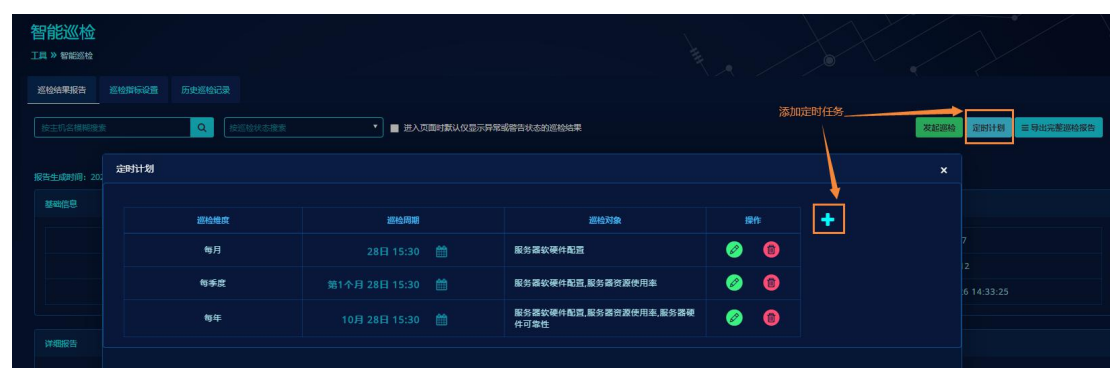 智能巡检
工具 » 智能巡检
巡检结果报告 巡检指标设置 历史巡检记录
添加定时任务
按主机名模糊搜索 按巡检状态搜索 进入页面时默认仅显示异常或警告状态的巡检结果 发起巡检 定时计划 导出完整巡检报告
定时计划 ×
报告生成时间：202
基础信息
巡检维度 巡检周期 巡检对象 操作
每月 28日 15:30 服务器软硬件配置
每季度 第1个月 28日 15:30 服务器软硬件配置,服务器资源使用率
每年 10月 28日 15:30 服务器软硬件配置,服务器资源使用率,服务器硬
件可靠性
7
12
6 14:33:25
详细报告